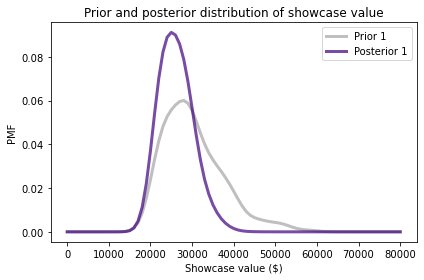 Prior and posterior distribution of showcase value
Prior 1
Posterior 1
PMF
0.08
0.06
0.04
0.02
0.00
0 10000 20000 30000 40000 50000 60000 70000 80000
Showcase value ($)